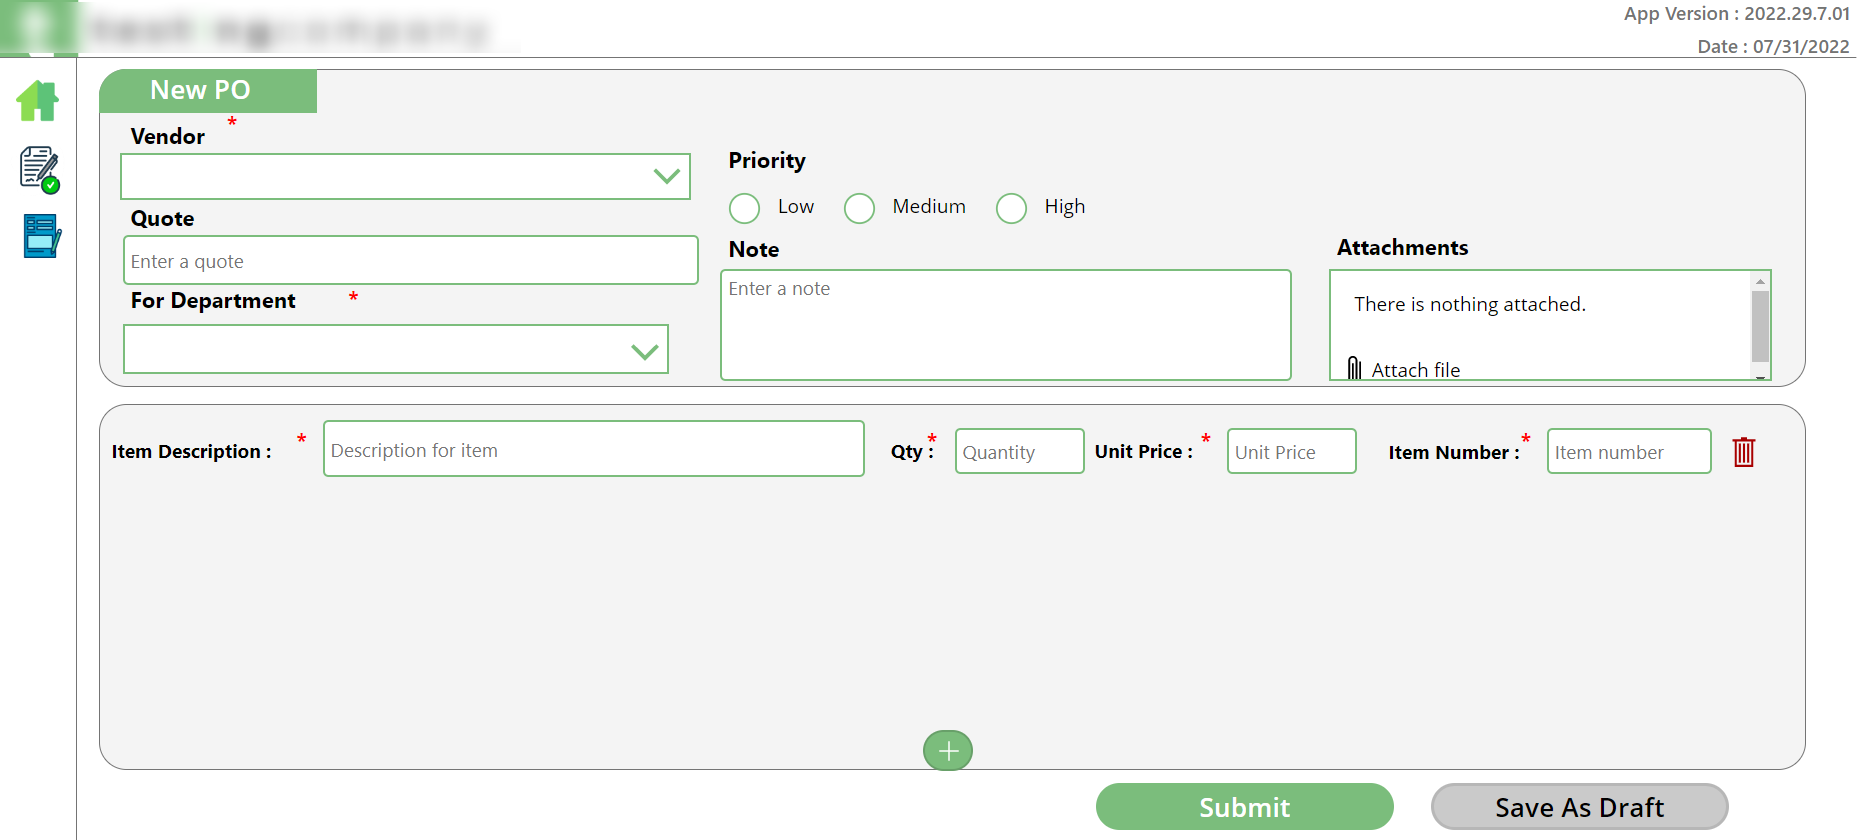 App Version : 2022.29.7.01
Date : 07/31/2022
New PO
Vendor *
Quote
Enter a quote
For Department *
Priority
Low Medium High
Note
Enter a note
Attachments
There is nothing attached.
Attach file
Item Description : * Description for item Qty : * Quantity Unit Price : * Unit Price Item Number : * Item number
Submit Save As Draft